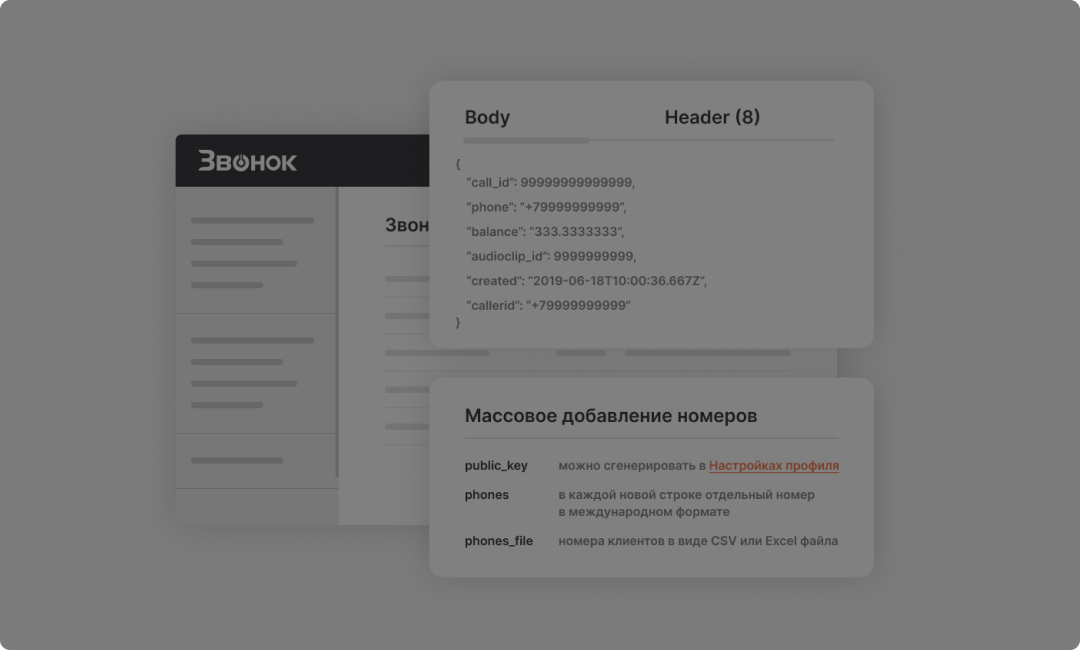 Звонок
Звон
Body
Header (8)
{
“call_id”: 99999999999999,
“phone”: “+79999999999”,
“balance”: “333.3333333”,
“audioclip_id”: 9999999999,
“created”: “2019-06-18T10:00:36.667Z”,
“callerid”: “+79999999999”
}
Массовое добавление номеров
public_key можно сгенерировать в Настройках профиля
phones в каждой новой строке отдельный номер
в международном формате
phones_file номера клиентов в виде CSV или Excel файла